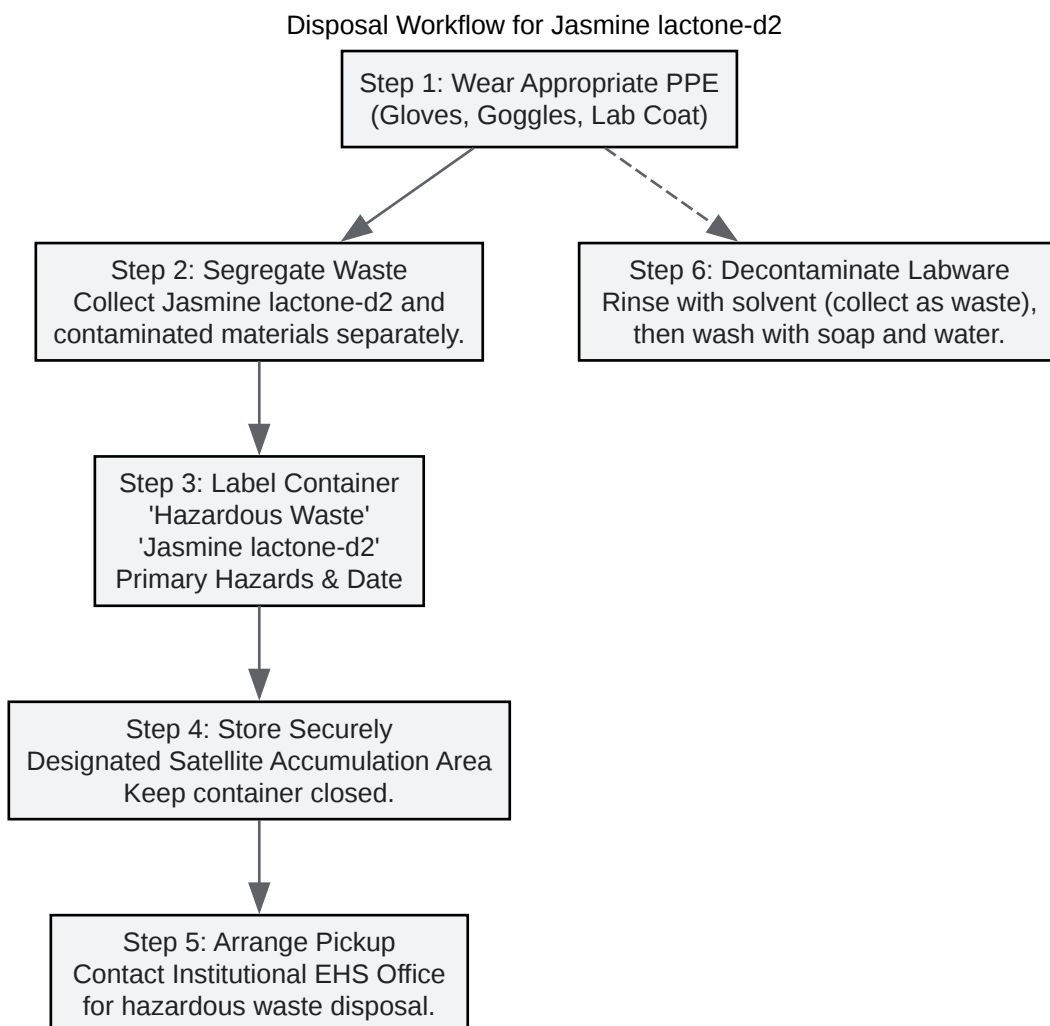 Disposal Workflow for Jasmine lactone-d2
Step 1: Wear Appropriate PPE
(Gloves, Goggles, Lab Coat)
Step 2: Segregate Waste
Collect Jasmine lactone-d2 and
contaminated materials separately.
Step 6: Decontaminate Labware
Rinse with solvent (collect as waste),
then wash with soap and water.
Step 3: Label Container
'Hazardous Waste'
'Jasmine lactone-d2'
Primary Hazards & Date
Step 4: Store Securely
Designated Satellite Accumulation Area
Keep container closed.
Step 5: Arrange Pickup
Contact Institutional EHS Office
for hazardous waste disposal.